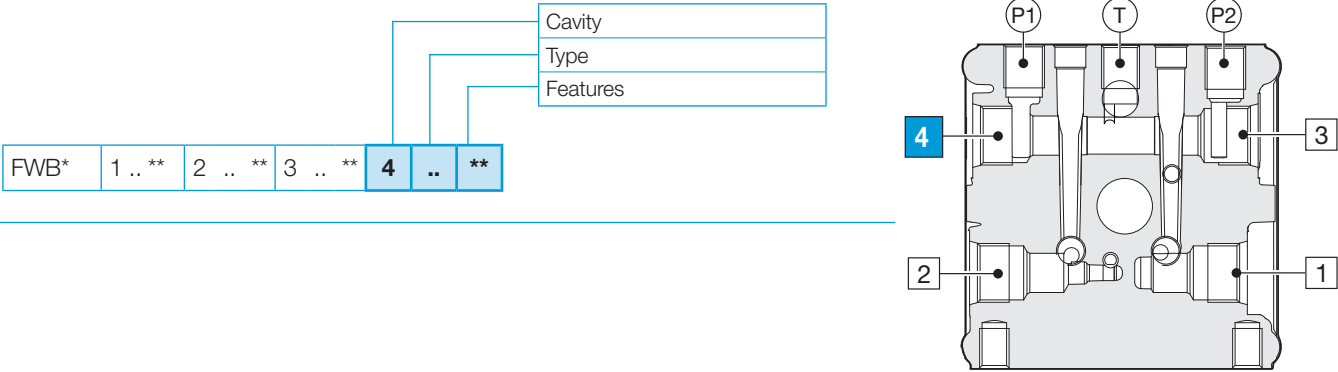 Cavity
Type
Features
FWB* 1 .. ** 2 .. ** 3 .. ** 4 .. **
P1 T P2
4 3
2 1